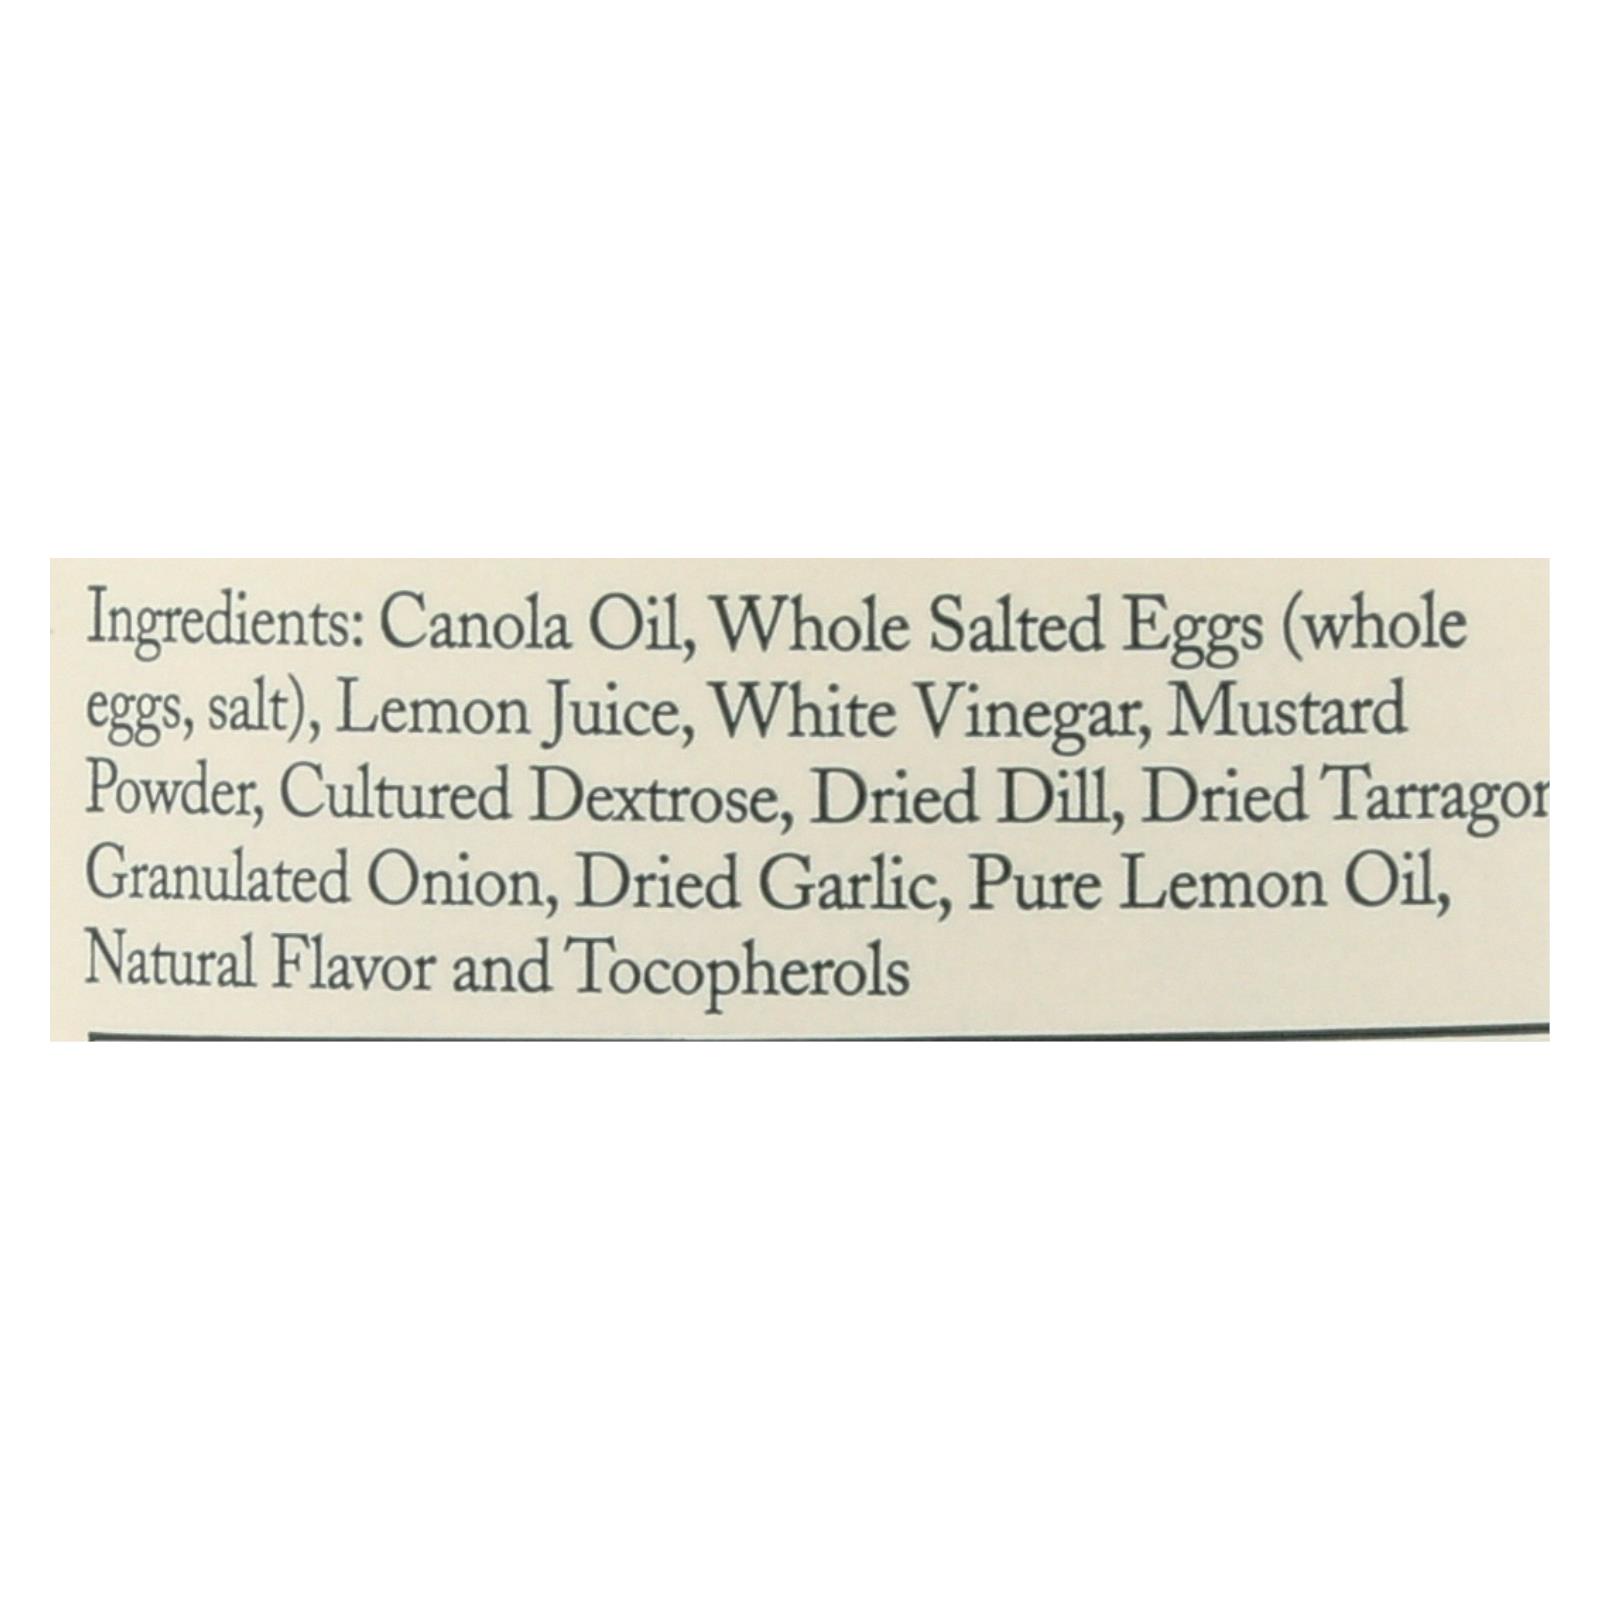 Ingredients: Canola Oil, Whole Salted Eggs (whole
eggs, salt), Lemon Juice, White Vinegar, Mustard
Powder, Cultured Dextrose, Dried Dill, Dried Tarragon
Granulated Onion, Dried Garlic, Pure Lemon Oil,
Natural Flavor and Tocopherols